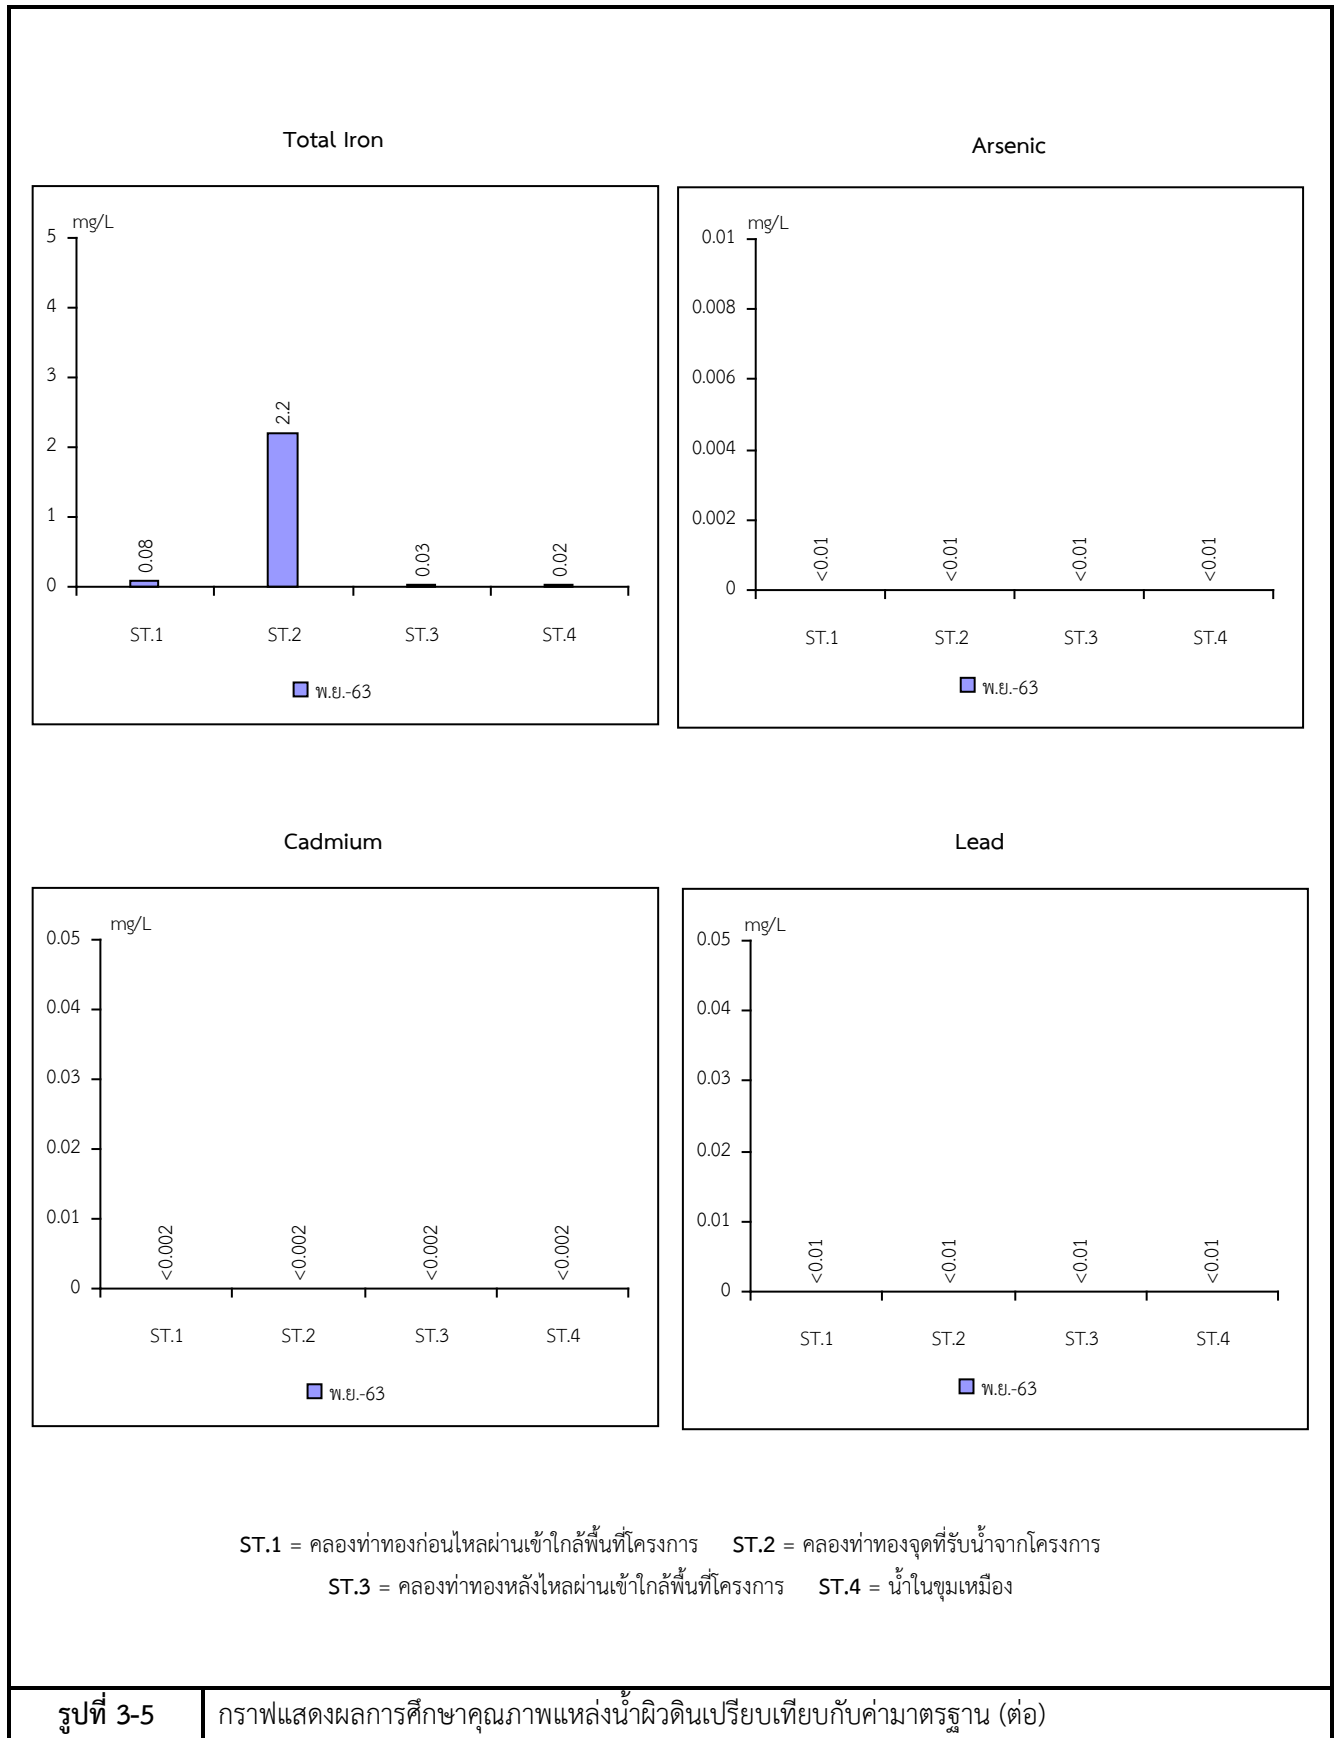 Total Iron
mg/L
5
4
3
2
1
0
0.08
2.2
0.03
0.02
ST.1 ST.2 ST.3 ST.4
พ.ย.-63
Arsenic
mg/L
0.01
0.008
0.006
0.004
0.002
0
<0.01
<0.01
<0.01
<0.01
ST.1 ST.2 ST.3 ST.4
พ.ย.-63
Cadmium
mg/L
0.05
0.04
0.03
0.02
0.01
0
<0.002
<0.002
<0.002
<0.002
ST.1 ST.2 ST.3 ST.4
พ.ย.-63
Lead
mg/L
0.05
0.04
0.03
0.02
0.01
0
<0.01
<0.01
<0.01
<0.01
ST.1 ST.2 ST.3 ST.4
พ.ย.-63
ST.1 = คลองท่าทองก่อนไหลผ่านเข้าใกล้พื้นที่โครงการ ST.2 = คลองท่าทองจุดที่รับน้ำจากโครงการ
ST.3 = คลองท่าทองหลังไหลผ่านเข้าใกล้พื้นที่โครงการ ST.4 = น้ำในขุมเหมือง
รูปที่ 3-5 กราฟแสดงผลการศึกษาคุณภาพแหล่งน้ำผิวดินเปรียบเทียบกับค่ามาตรฐาน (ต่อ)